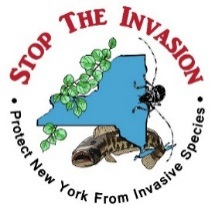 STOP THE INVASION
• Protect New York From Invasive Species •